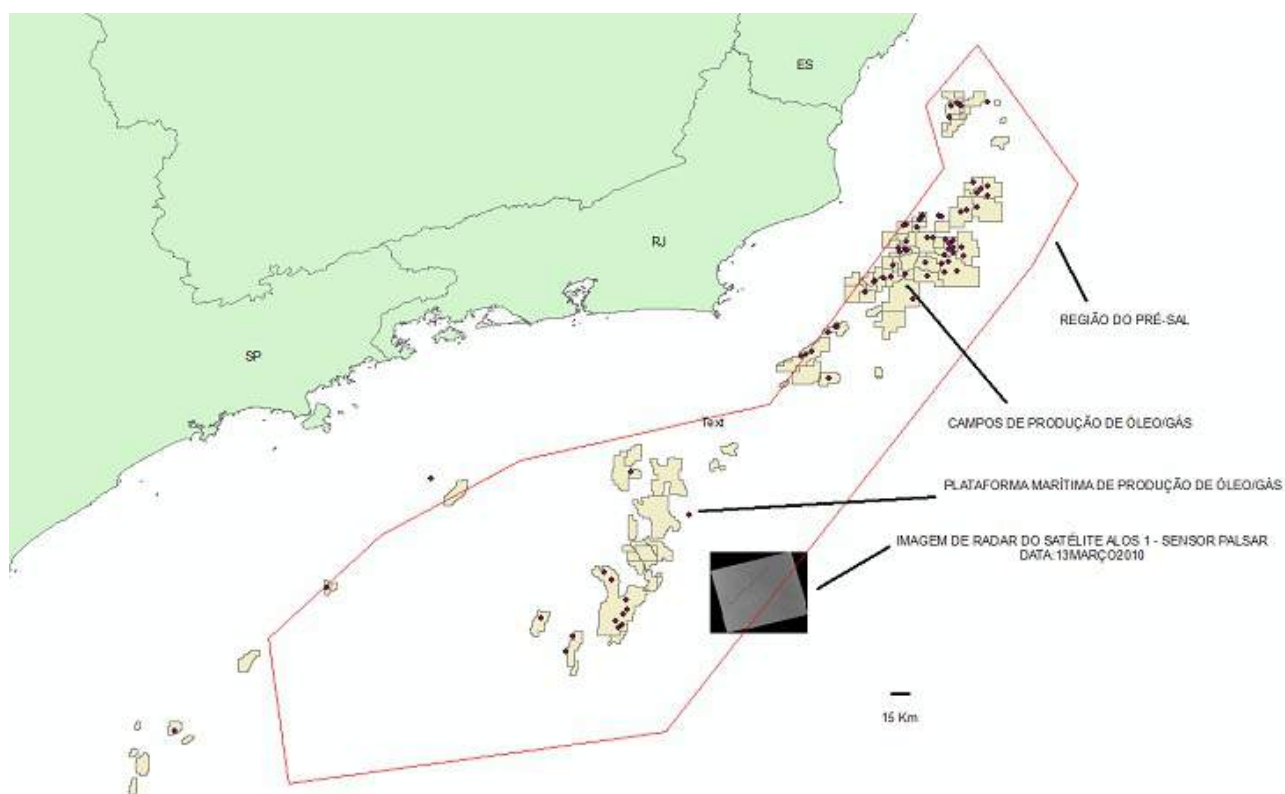 ES
RJ
REGIÃO DO PRÉ-SAL
SP
CAMPOS DE PRODUÇÃO DE ÓLEO/GÁS
Text
PLATAFORMA MARÍTIMA DE PRODUÇÃO DE ÓLEO/GÁS
IMAGEM DE RADAR DO SATÉLITE ALOS 1 - SENSOR PALSAR
DATA:13MARÇO2010
15 Km